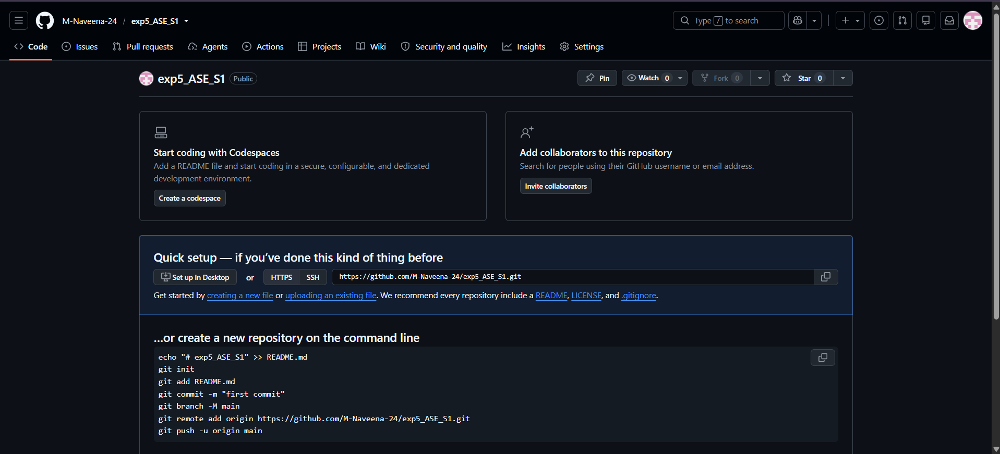 M-Naveena-24 / exp5_ASE_S1
Type / to search
Code Issues Pull requests Agents Actions Projects Wiki Security and quality Insights Settings
exp5_ASE_S1 Public
Pin Watch 0 Fork 0 Star 0
Start coding with Codespaces
Add a README file and start coding in a secure, configurable, and dedicated
development environment.
Create a codespace
Add collaborators to this repository
Search for people using their GitHub username or email address.
Invite collaborators
Quick setup — if you’ve done this kind of thing before
Set up in Desktop or HTTPS SSH https://github.com/M-Naveena-24/exp5_ASE_S1.git
Get started by creating a new file or uploading an existing file. We recommend every repository include a README, LICENSE, and .gitignore.
...or create a new repository on the command line
echo "# exp5_ASE_S1" >> README.md
git init
git add README.md
git commit -m "first commit"
git branch -M main
git remote add origin https://github.com/M-Naveena-24/exp5_ASE_S1.git
git push -u origin main